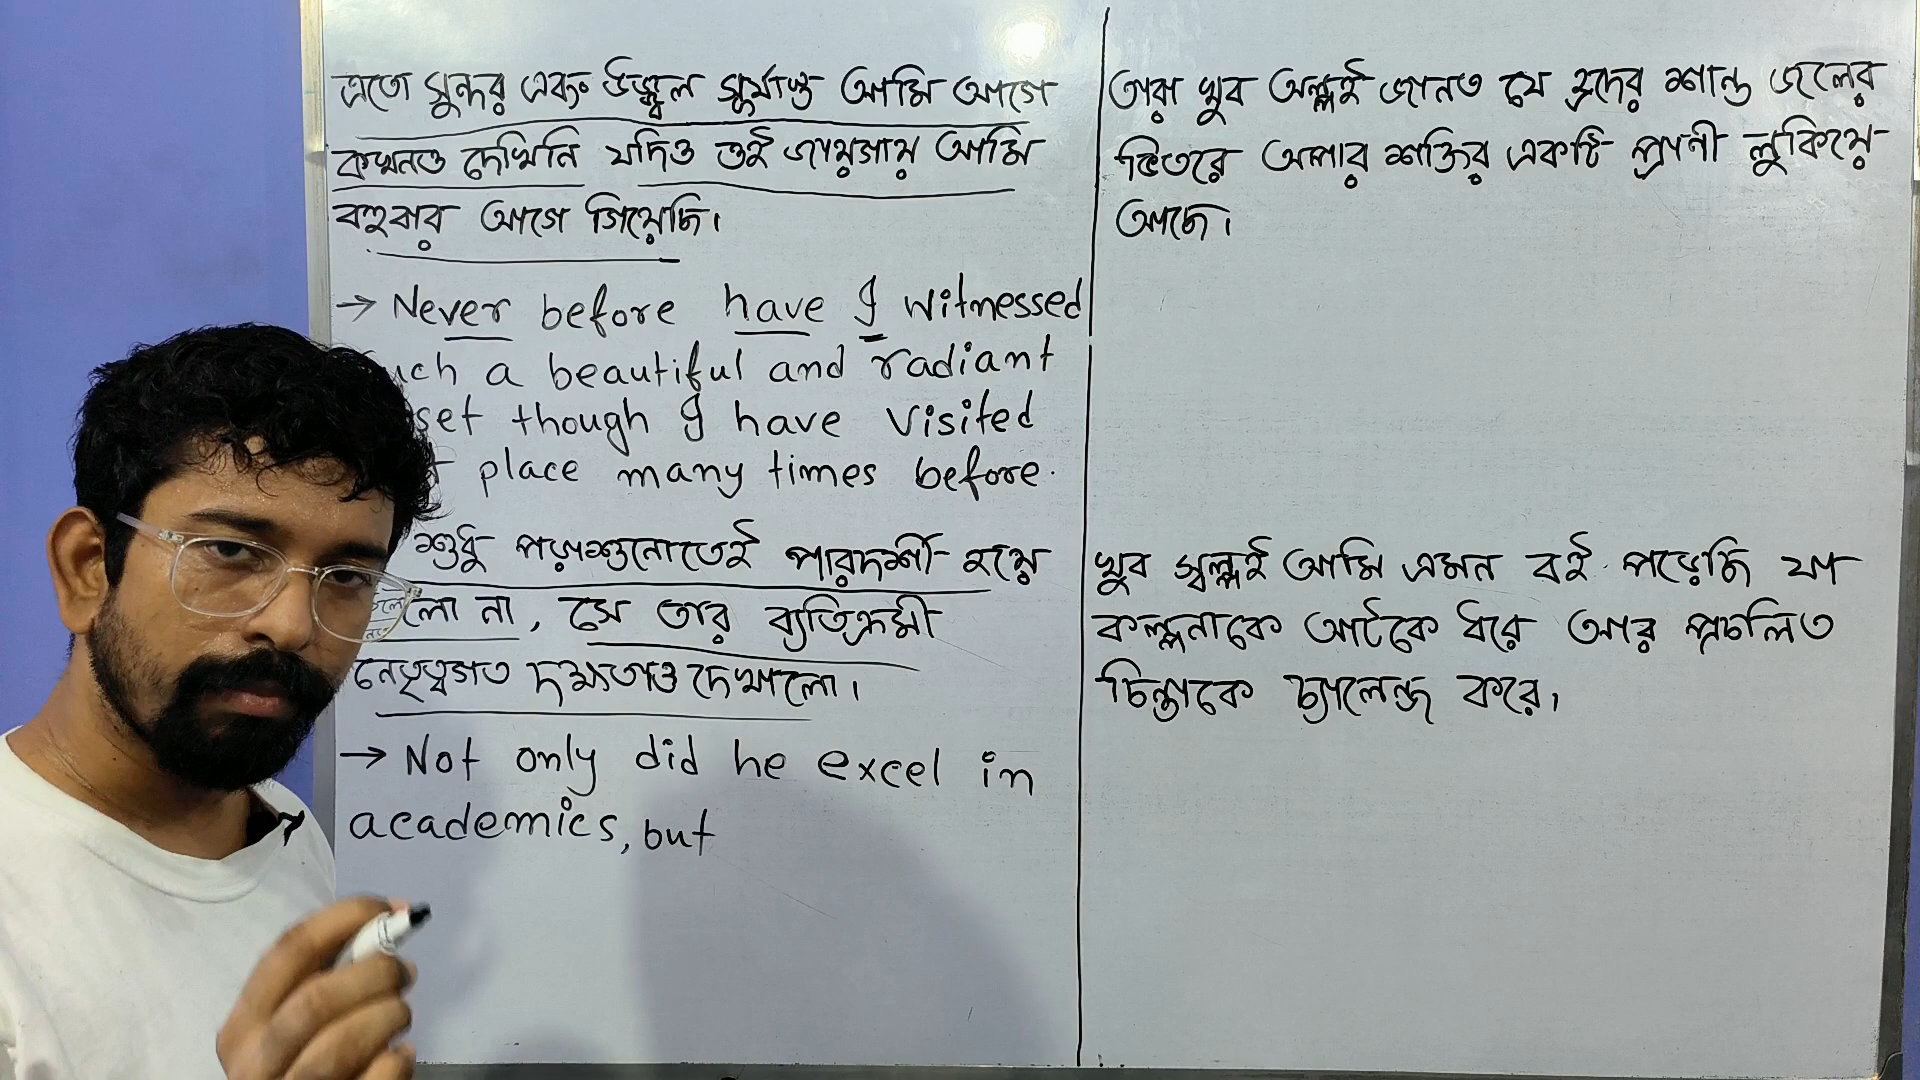 এতো সুন্দর এবং উজ্জ্বল সূর্যাস্ত আমি আগে
কখনও দেখিনি যদিও ওই জায়গায় আমি
বহুবার আগে গিয়েছি।
→ Never before have I witnessed
a beautiful and radiant
though I have visited
place many times before.
শুধু পড়াশুনোতেই পারদর্শী হয়ে
না, সে তার ব্যতিক্রমী
নেতৃত্বগত দক্ষতাও দেখালো।
→ Not only did he excel in
academics, but
তারা খুব অল্পই জানত যে হ্রদের শান্ত জলের
ভিতরে অপার শক্তির একটি প্রাণী লুকিয়ে
আছে।
খুব স্বল্পই আমি এমন বই পড়েছি যা
কল্পনাকে আটকে ধরে আর প্রচলিত
চিন্তাকে চ্যালেন্জ করে।